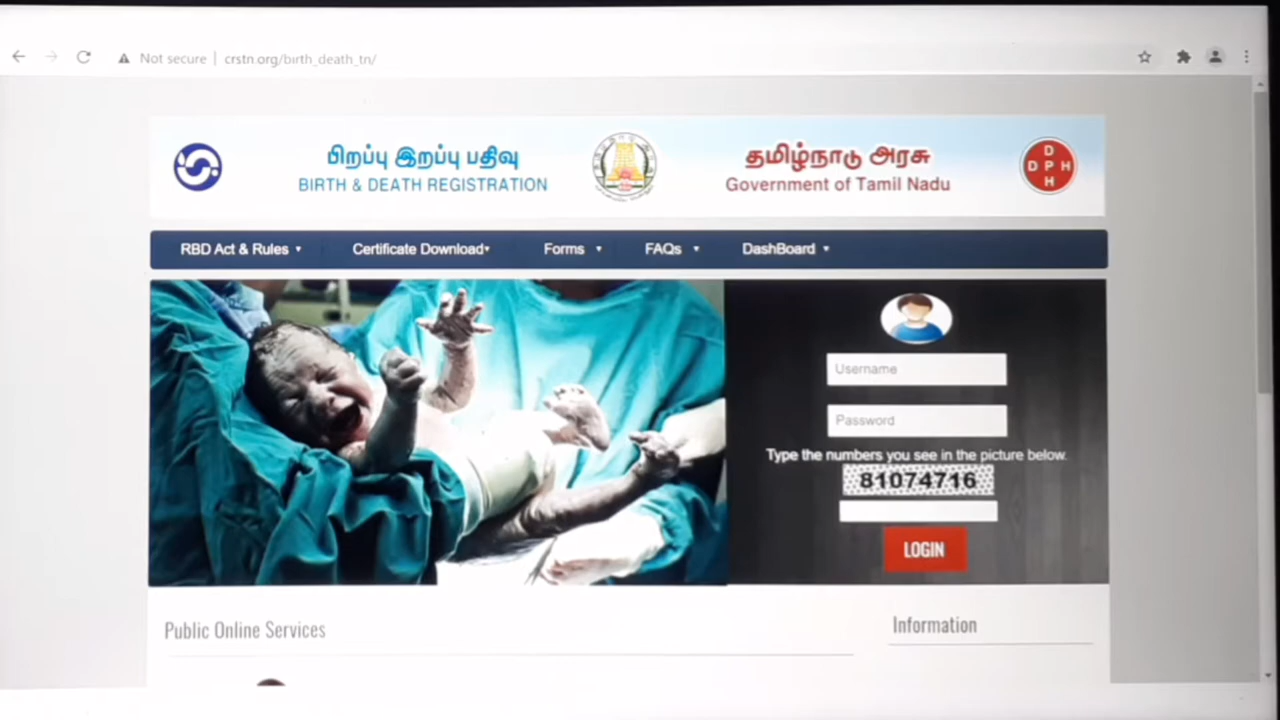 Not secure | crstn.org/birth_death_tn/
பிறப்பு இறப்பு பதிவு
BIRTH & DEATH REGISTRATION
தமிழ்நாடு அரசு
Government of Tamil Nadu
D
D P H
H
RBD Act & Rules
Certificate Download
Forms
FAQs
DashBoard
Username
Password
Type the numbers you see in the picture below.
81074716
LOGIN
Public Online Services
Information